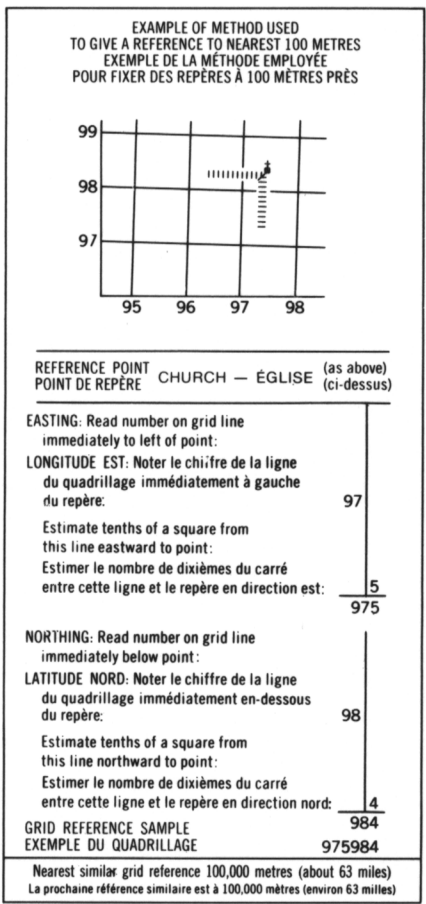 EXAMPLE OF METHOD USED
TO GIVE A REFERENCE TO NEAREST 100 METRES
EXEMPLE DE LA MÉTHODE EMPLOYÉE
POUR FIXER DES REPÈRES À 100 MÈTRES PRÈS
99
98
97
95 96 97 98
REFERENCE POINT
POINT DE REPÈRE
CHURCH — ÉGLISE
(as above)
(ci-dessus)
EASTING: Read number on grid line
immediately to left of point:
LONGITUDE EST: Noter le chiffre de la ligne
du quadrillage immédiatement à gauche
du repère: 97
Estimate tenths of a square from
this line eastward to point:
Estimer le nombre de dixièmes du carré
entre cette ligne et le repère en direction est: 5
975
NORTHING: Read number on grid line
immediately below point:
LATITUDE NORD: Noter le chiffre de la ligne
du quadrillage immédiatement en-dessous
du repère: 98
Estimate tenths of a square from
this line northward to point:
Estimer le nombre de dixièmes du carré
entre cette ligne et le repère en direction nord: 4
984
GRID REFERENCE SAMPLE
EXEMPLE DU QUADRILLAGE 975984
Nearest similar grid reference 100,000 metres (about 63 miles)
La prochaine référence similaire est à 100,000 mètres (environ 63 milles)